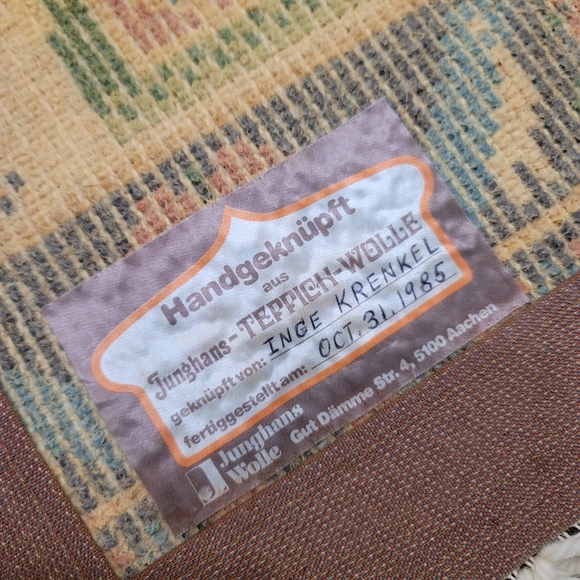 Handgeknüpft
aus
Junghans-TEPPICH-WOLLE
geknüpft von: INGE KRENKEL
fertiggestellt am: OCT. 31, 1985
Junghans
Wolle
Gut Dämme Str. 4, 5100 Aachen